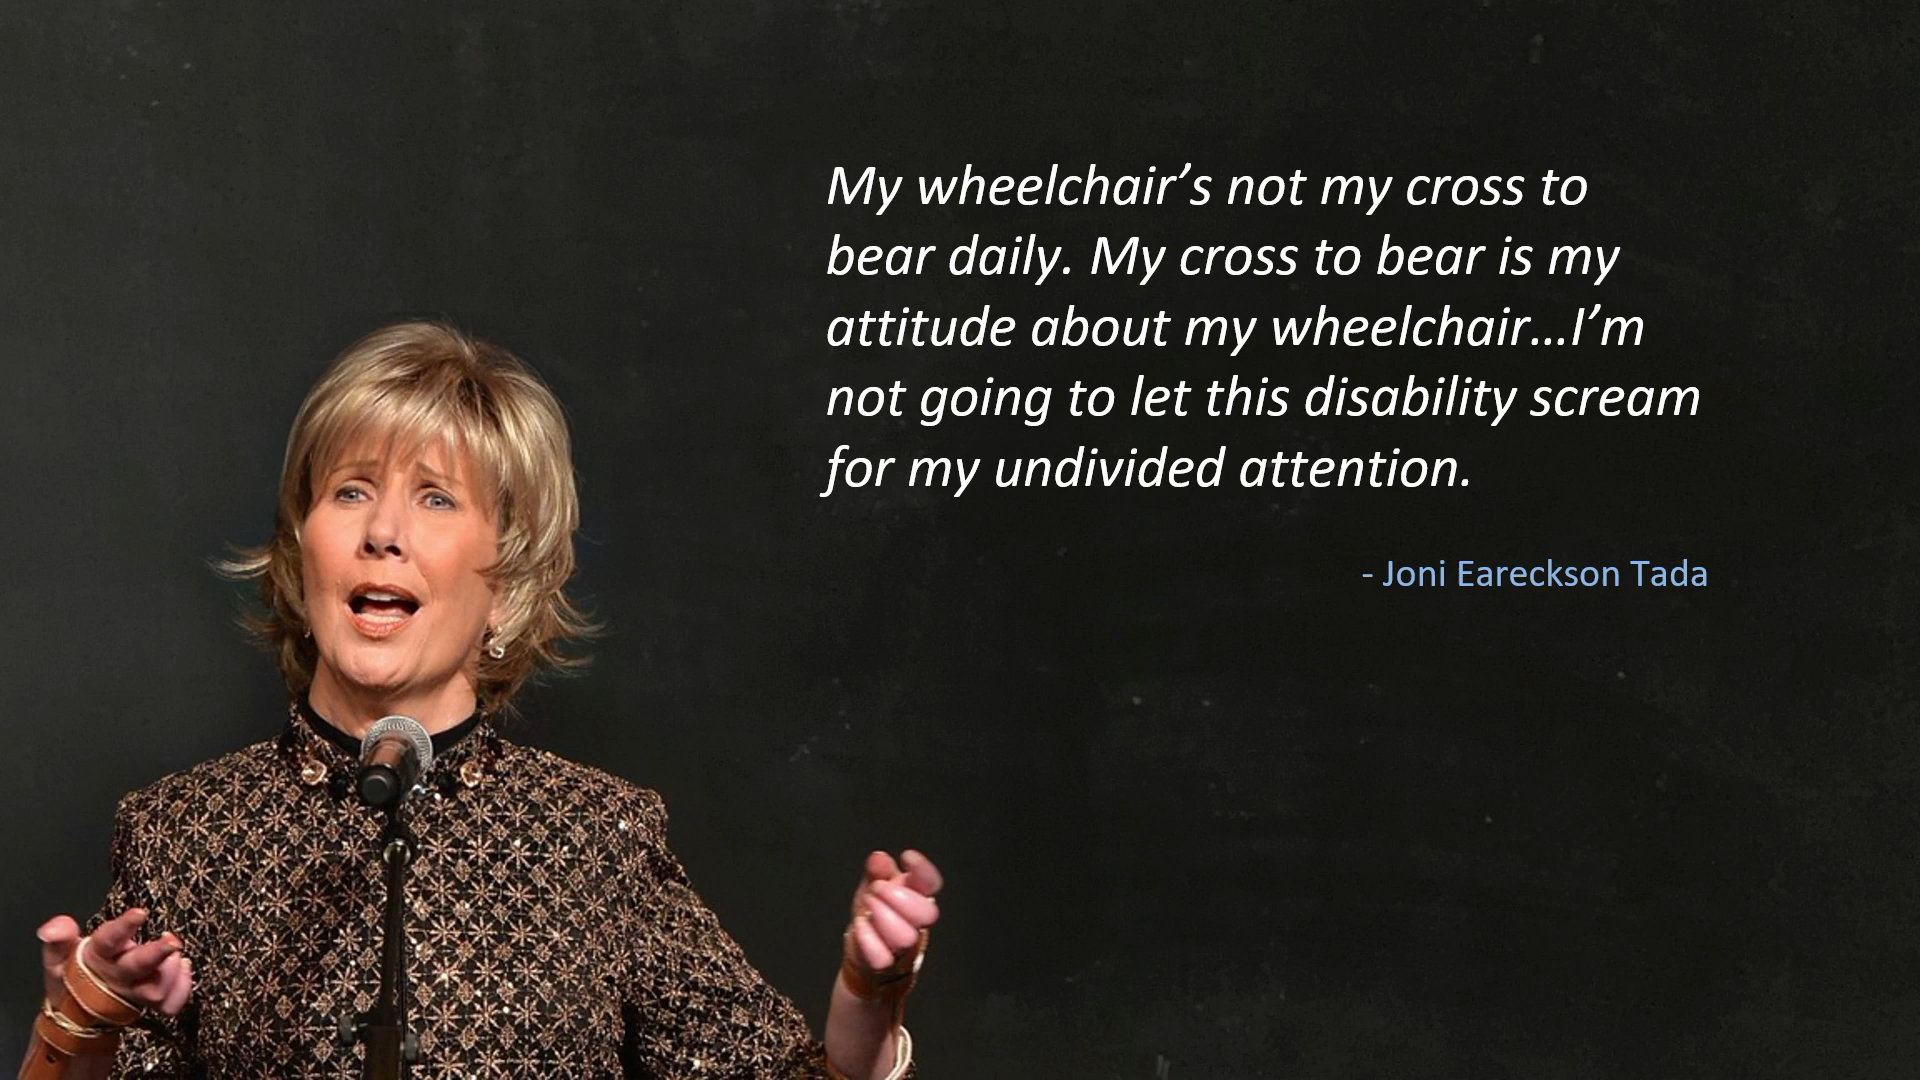 My wheelchair’s not my cross to
bear daily. My cross to bear is my
attitude about my wheelchair…I’m
not going to let this disability scream
for my undivided attention.
- Joni Eareckson Tada